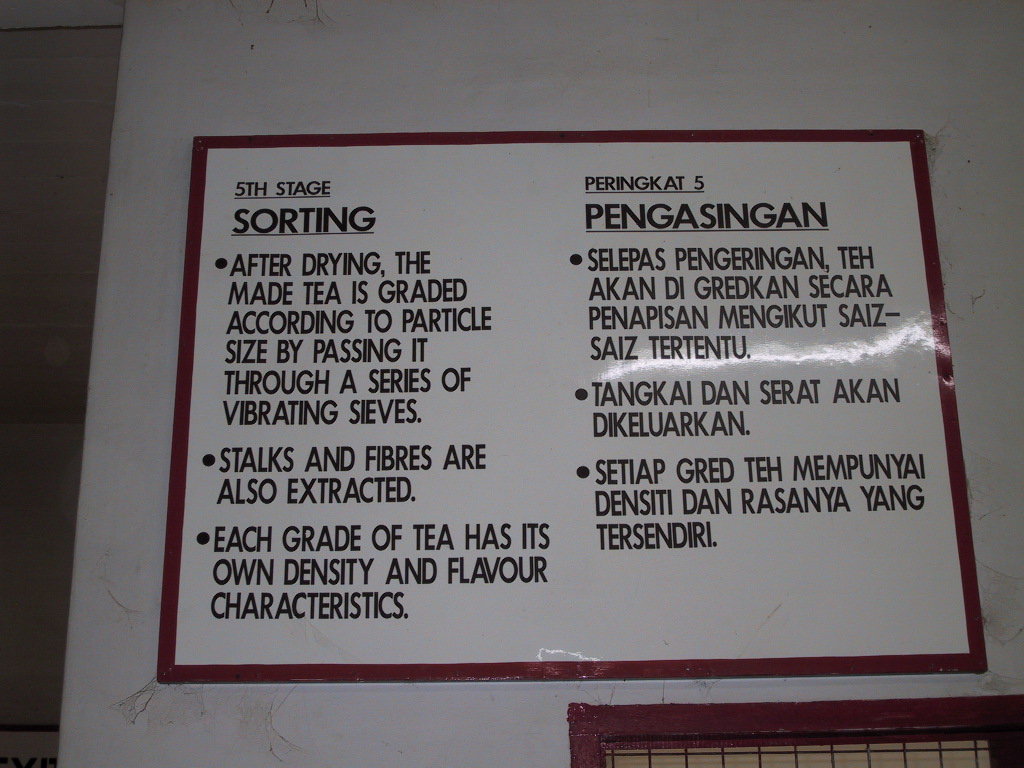 5TH STAGE
SORTING
•AFTER DRYING, THE
MADE TEA IS GRADED
ACCORDING TO PARTICLE
SIZE BY PASSING IT
THROUGH A SERIES OF
VIBRATING SIEVES.
•STALKS AND FIBRES ARE
ALSO EXTRACTED.
•EACH GRADE OF TEA HAS ITS
OWN DENSITY AND FLAVOUR
CHARACTERISTICS.
PERINGKAT 5
PENGASINGAN
•SELEPAS PENGERINGAN, TEH
AKAN DI GREDKAN SECARA
PENAPISAN MENGIKUT SAIZ–
SAIZ TERTENTU.
•TANGKAI DAN SERAT AKAN
DIKELUARKAN.
•SETIAP GRED TEH MEMPUNYAI
DENSITI DAN RASANYA YANG
TERSENDIRI.